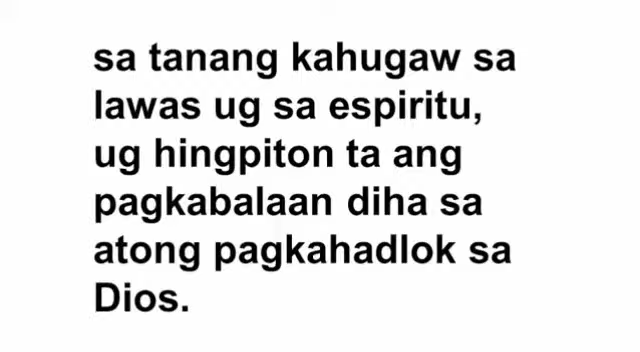 sa tanang kahugaw sa
lawas ug sa espiritu,
ug hingpiton ta ang
pagkabalaan diha sa
atong pagkahadlok sa
Dios.